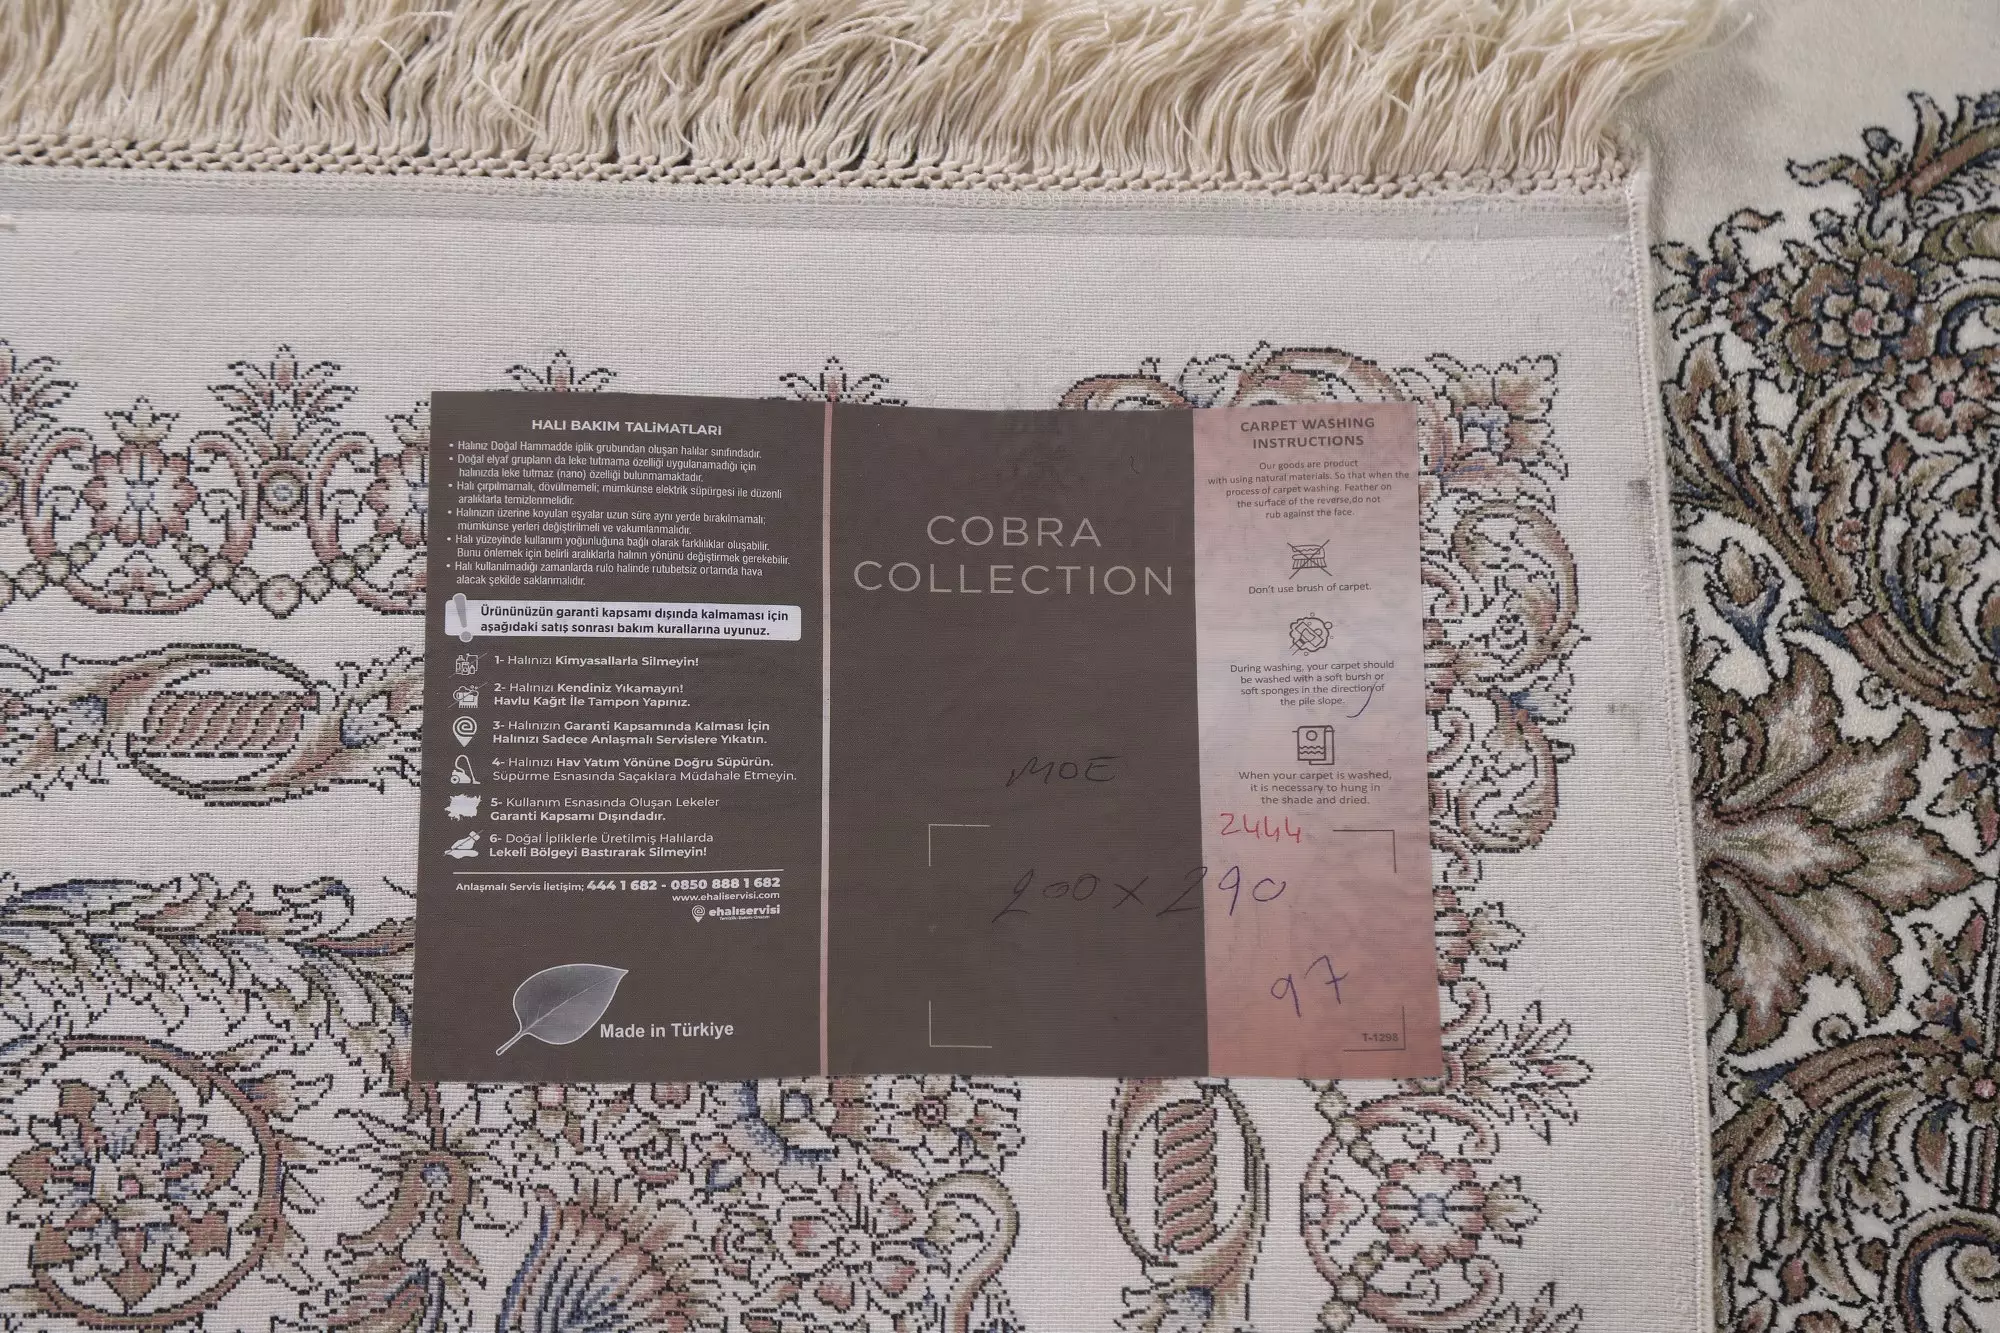 HALI BAKIM TALİMATLARI
• Halınız Doğal Hammadde iplik grubundan oluşan halılar sınıfındadır.
• Doğal elyaf grupların da leke tutmama özelliği uygulanamadığı için
halınızda leke tutmaz (nano) özelliği bulunmamaktadır.
• Halı çırpılmamalı, dövülmemeli; mümkünse elektrik süpürgesi ile düzenli
aralıklarla temizlenmelidir.
• Halınızın üzerine koyulan eşyalar uzun süre aynı yerde bırakılmamalı;
mümkünse yerleri değiştirilmeli ve vakumlanmalıdır.
• Halı yüzeyinde kullanım yoğunluğuna bağlı olarak farklılıklar oluşabilir.
Bunu önlemek için belirli aralıklarla halının yönünü değiştirmek gerekebilir.
• Halı kullanılmadığı zamanlarda rulo halinde rutubetsiz ortamda hava
alacak şekilde saklanmalıdır.
Ürününüzün garanti kapsamı dışında kalmaması için
aşağıdaki satış sonrası bakım kurallarına uyunuz.
1- Halınızı Kimyasallarla Silmeyin!
2- Halınızı Kendiniz Yıkamayın!
Havlu Kağıt İle Tampon Yapınız.
3- Halınızın Garanti Kapsamında Kalması İçin
Halınızı Sadece Anlaşmalı Servislere Yıkatın.
4- Halınızı Hav Yatım Yönüne Doğru Süpürün.
Süpürme Esnasında Saçaklara Müdahale Etmeyin.
5- Kullanım Esnasında Oluşan Lekeler
Garanti Kapsamı Dışındadır.
6- Doğal İpliklerle Üretilmiş Halılarda
Lekeli Bölgeyi Bastırarak Silmeyin!
Anlaşmalı Servis İletişim; 444 1 682 - 0850 888 1 682
www.ehaliservisi.com
ehalıservisi
Made in Türkiye
COBRA
COLLECTION
MOE
200 x 290
CARPET WASHING
INSTRUCTIONS
Our goods are product
with using natural materials. So that when the
process of carpet washing. Feather on
the surface of the reverse,do not
rub against the face.
Don't use brush of carpet.
During washing, your carpet should
be washed with a soft bursh or
soft sponges in the direction of
the pile slope.
When your carpet is washed,
it is necessary to hung in
the shade and dried.
2444
97
T-1298